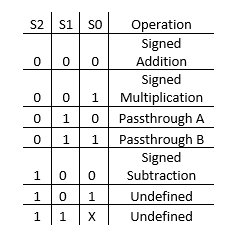 S2 S1 S0 Operation
Signed
0 0 0 Addition
Signed
0 0 1 Multiplication
0 1 0 Passthrough A
0 1 1 Passthrough B
Signed
1 0 0 Subtraction
1 0 1 Undefined
1 1 X Undefined